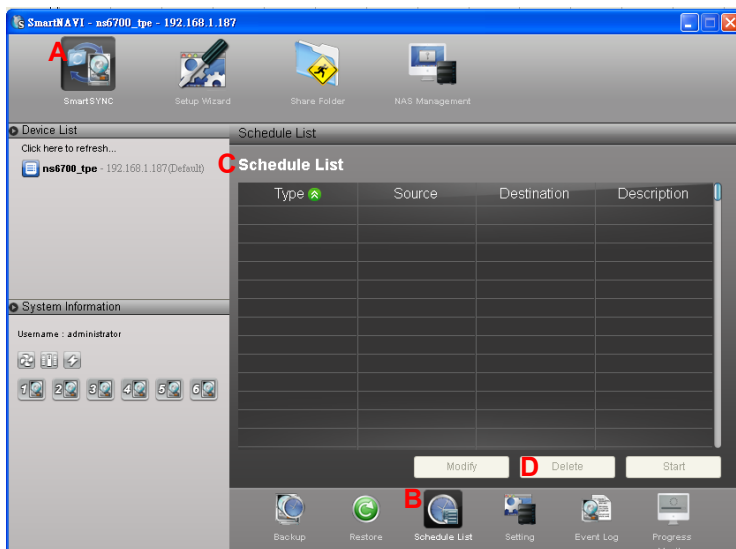 SmartNAVI - ns6700_tpe - 192.168.1.187
A
SmartSYNC
Setup Wizard
Share Folder
NAS Management
Device List
Click here to refresh...
ns6700_tpe - 192.168.1.187(Default)
System Information
Username : administrator
1 2 3 4 5 6
Schedule List
C Schedule List
Type Source Destination Description
Modify D Delete Start
B
Backup Restore Schedule List Setting Event Log Progress